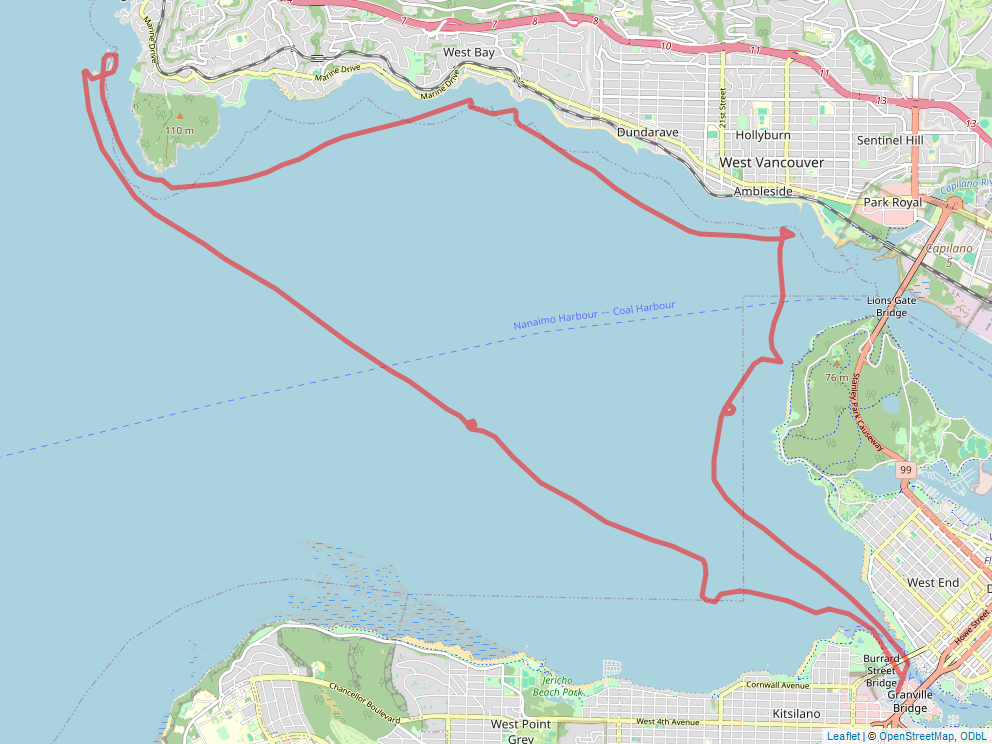 7
7
8
8
10
11
11
13
13
Marine Drive
Marine Drive
Marine Drive
West Bay
21st Street
110 m
Dundarave
Hollyburn
Sentinel Hill
West Vancouver
Ambleside
Park Royal
Capilano
5
Lions Gate
Bridge
Nanaimo Harbour ↔ Coal Harbour
76 m
Stanley Park Causeway
99
West End
Howe Street
Burrard
Street
Bridge
Granville
Bridge
Cornwall Avenue
Jericho
Beach Park
Kitsilano
Chancellor Boulevard
West 4th Avenue
West Point
Grey
Leaflet | © OpenStreetMap, ODbL